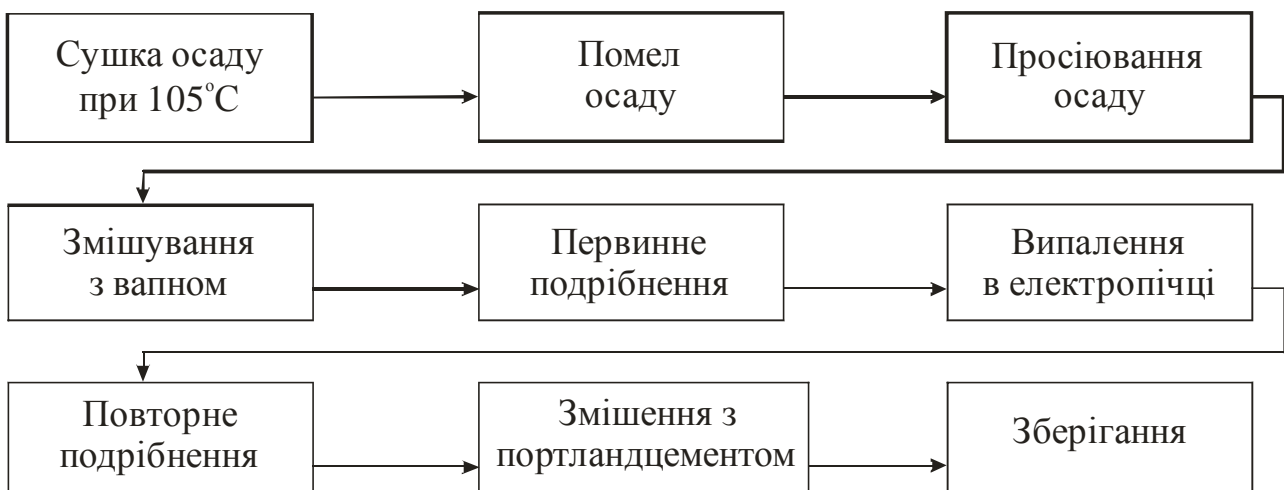 Сушка осаду
при 105°С
Помел
осаду
Просіювання
осаду
Змішування
з вапном
Первинне
подрібнення
Випалення
в електропічці
Повторне
подрібнення
Змішення з
портландцементом
Зберігання